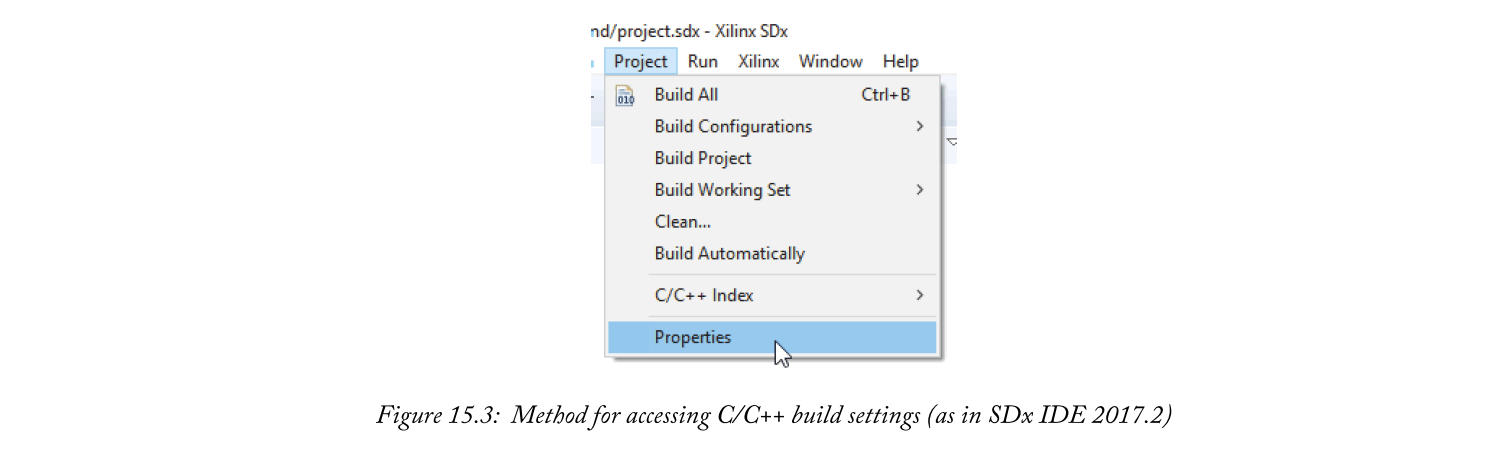 nd/project.sdx - Xilinx SDx
Project Run Xilinx Window Help
010 Build All Ctrl+B
Build Configurations
Build Project
Build Working Set
Clean...
Build Automatically
C/C++ Index
Properties
Figure 15.3: Method for accessing C/C++ build settings (as in SDx IDE 2017.2)